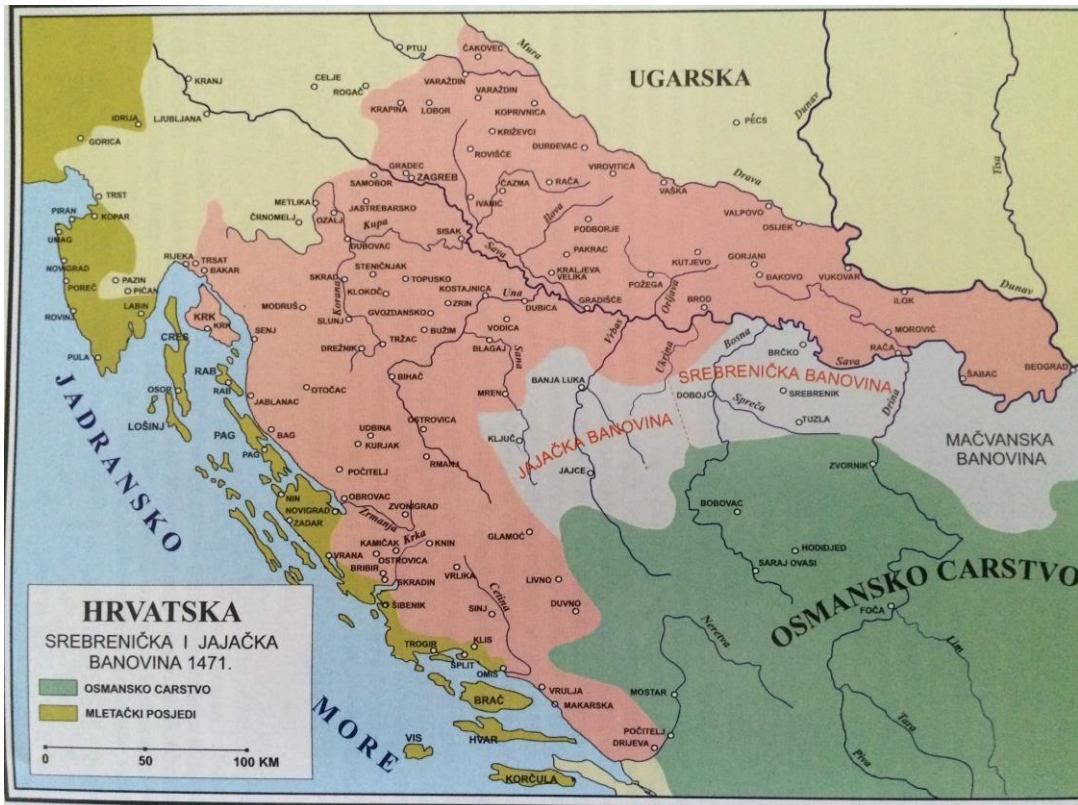 PTUJ
ČAKOVEC
Mura
KRANJ
CELJE
ROGAČ
VARAŽDIN
UGARSKA
Dunav
LJUBLJANA
KRAPINA
LOBOR
VARAŽDIN
KOPRIVNICA
PÉCS
Tisa
IDRIJA
GORICA
KRIŽEVCI
ROVIŠĆE
ĐURĐEVAC
VIROVITICA
Drava
GRADEC
ZAGREB
SAMOBOR
ČAZMA
RAČA
VAŠKA
TRST
METLIKA
JASTREBARSKO
IVANIĆ
Ilova
VALPOVO
PIRAN
KOPAR
ČRNOMELJ
OZALJ
Kupa
SISAK
PODBORJE
OSIJEK
UMAG
DUBOVAC
Sava
PAKRAC
KUTJEVO
GORJANI
NOVIGRAD
RIJEKA
TRSAT
BAKAR
SKRAD
STENIČNJAK
TOPUSKO
KRALJEVA
VELIKA
POŽEGA
Orljava
ĐAKOVO
VUKOVAR
Dunav
POREČ
PAZIN
PIĆAN
KLOKOČ
KOSTAJNICA
Una
ILOK
LABIN
MODRUŠ
Korana
GVOZDANSKO
ZRIN
DUBICA
GRADIŠĆE
BROD
ROVINJ
KRK
KRK
SLUNJ
BUŽIM
VODICA
Vrbas
Ukrina
Bosna
MOROVIĆ
CRES
SENJ
DREŽNIK
TRŽAC
BLAGAJ
BRČKO
Sava
RAČA
PULA
RAB
RAB
BIHAĆ
Sana
BANJA LUKA
SREBRENIČKA BANOVINA
ŠABAC
BEOGRAD
OSOR
OTOČAC
MREN
DOBOJ
SREBRENIK
Drina
LOŠINJ
JABLANAC
OSTROVICA
Spreča
TUZLA
PAG
BAG
UDBINA
KURJAK
KLJUČ
JAJAČKA BANOVINA
MAČVANSKA
BANOVINA
PAG
POČITELJ
RMANJ
JAJCE
ZVORNIK
JADRANSKO
NIN
OBROVAC
ZVONIGRAD
BOBOVAC
NOVIGRAD
Zrmanja
ZADAR
KAMIČAK
Krka
KNIN
GLAMOČ
HODIDJED
VRANA
OSTROVICA
SARAJ OVASI
OSMANSKO CARSTVO
BRIBIR
SKRADIN
VRLIKA
LIVNO
Cetina
ŠIBENIK
SINJ
DUVNO
Neretva
FOČA
Lim
TROGIR
KLIS
SPLIT
OMIŠ
VRULJA
MAKARSKA
MOSTAR
BRAČ
MORE
VIS
HVAR
POČITELJ
DRIJEVA
Tara
Piva
KORČULA
HRVATSKA
SREBRENIČKA I JAJAČKA
BANOVINA 1471.
OSMANSKO CARSTVO
MLETAČKI POSJEDI
0 50 100 KM